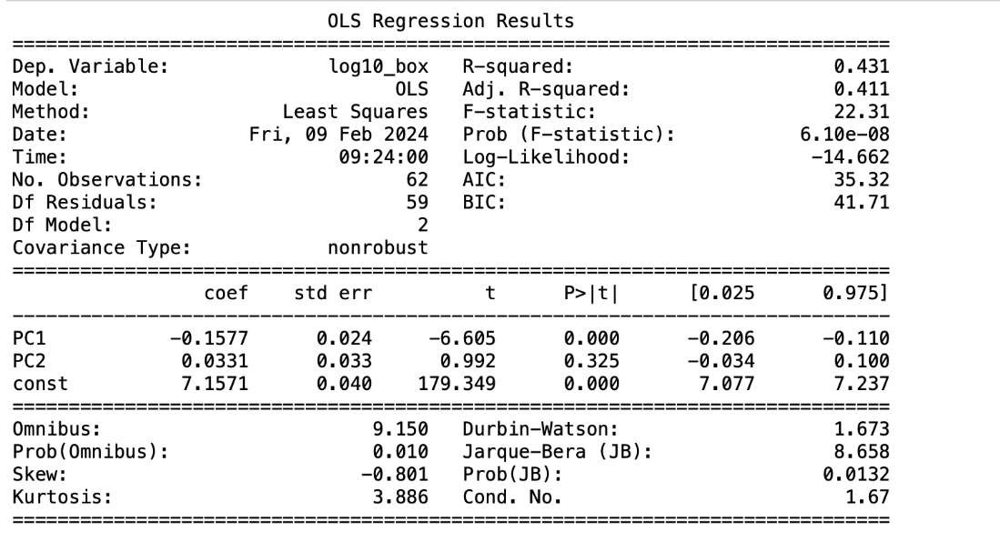 OLS Regression Results
==============================================================================
Dep. Variable:              log10_box   R-squared:                       0.431
Model:                            OLS   Adj. R-squared:                  0.411
Method:                 Least Squares   F-statistic:                     22.31
Date:                Fri, 09 Feb 2024   Prob (F-statistic):           6.10e-08
Time:                        09:24:00   Log-Likelihood:                -14.662
No. Observations:                  62   AIC:                             35.32
Df Residuals:                      59   BIC:                             41.71
Df Model:                           2
Covariance Type:            nonrobust
==============================================================================
                 coef    std err          t      P>|t|      [0.025      0.975]
------------------------------------------------------------------------------
PC1           -0.1577      0.024     -6.605      0.000      -0.206      -0.110
PC2            0.0331      0.033      0.992      0.325      -0.034       0.100
const          7.1571      0.040    179.349      0.000       7.077       7.237
==============================================================================
Omnibus:                        9.150   Durbin-Watson:                   1.673
Prob(Omnibus):                  0.010   Jarque-Bera (JB):                8.658
Skew:                          -0.801   Prob(JB):                       0.0132
Kurtosis:                       3.886   Cond. No.                         1.67
==============================================================================